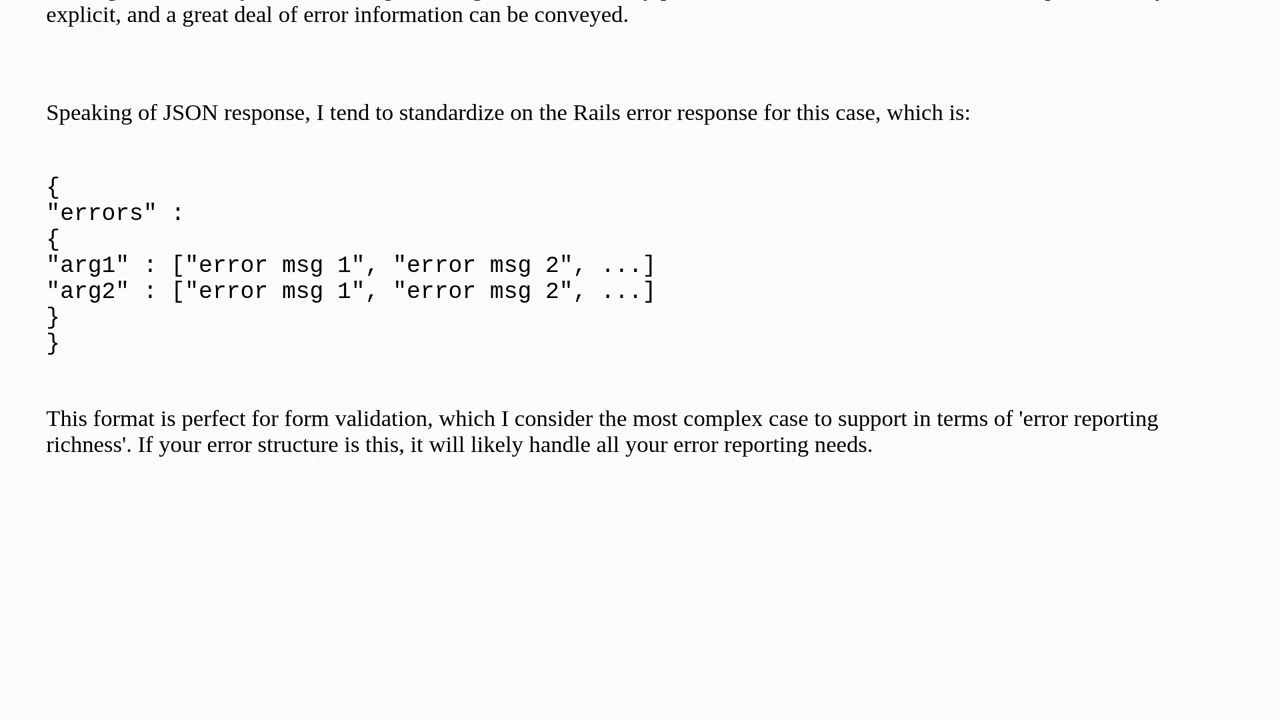 explicit, and a great deal of error information can be conveyed.
Speaking of JSON response, I tend to standardize on the Rails error response for this case, which is:
{
"errors" :
{
"arg1" : ["error msg 1", "error msg 2", ...]
"arg2" : ["error msg 1", "error msg 2", ...]
}
}
This format is perfect for form validation, which I consider the most complex case to support in terms of 'error reporting
richness'. If your error structure is this, it will likely handle all your error reporting needs.